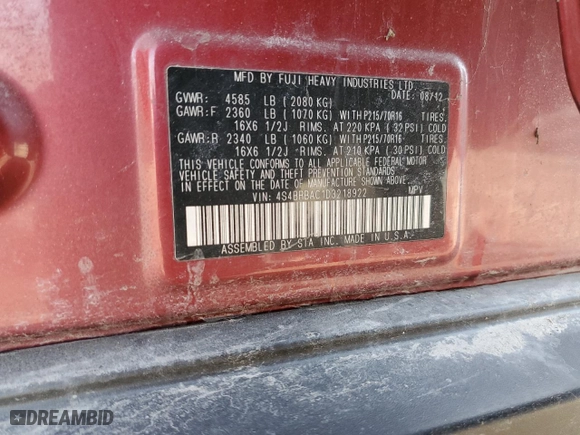 MFD BY FUJI HEAVY INDUSTRIES LTD.
GVWR: 4585 LB (2080 KG) DATE: 08/12
GAWR:F 2360 LB (1070 KG) WITH P215/70R16 TIRES.
16X6 1/2J RIMS. AT 220 KPA (32 PSI) COLD
GAWR:R 2340 LB (1060 KG) WITH P215/70R16 TIRES.
16X6 1/2J RIMS. AT 210 KPA (30 PSI) COLD
THIS VEHICLE CONFORMS TO ALL APPLICABLE FEDERAL MOTOR
VEHICLE SAFETY AND BUMPER STANDARDS
IN EFFECT ON DATE OF MANUFACTURE SHOWN ABOVE.
VIN: 4S4BRBAC1D3218922 MPV
ASSEMBLED BY SIA INC. MADE IN U.S.A.
DREAMBID